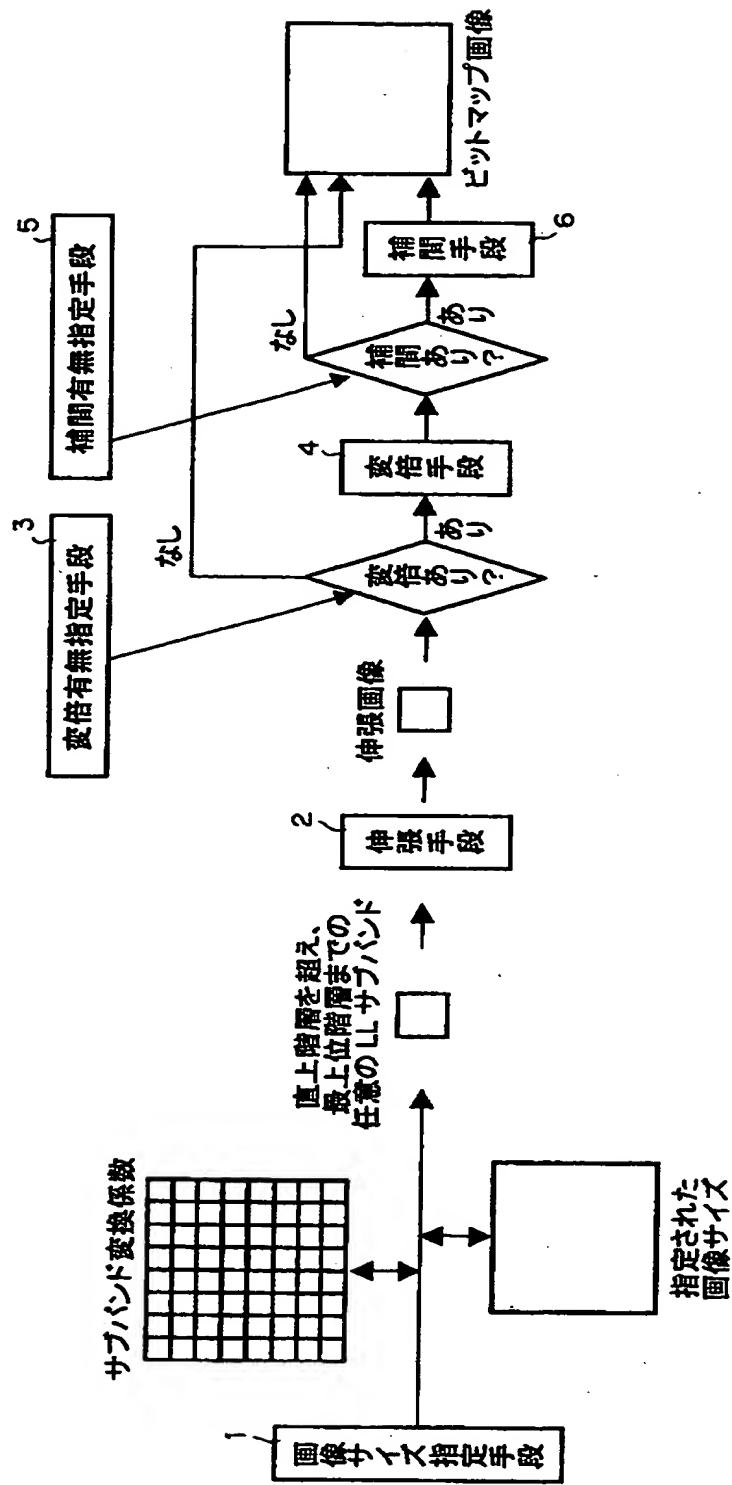 1
画像サイズ指定手段
サブバンド変換係数
指定された
画像サイズ
直上階層を超え、
最上位階層までの
任意のLLサブバンド
2
伸張手段
伸張画像
3
変倍有無指定手段
変倍
あり?
なし
あり
4
変倍手段
5
補間有無指定手段
補間
あり?
なし
あり
補間手段
6
ビットマップ画像